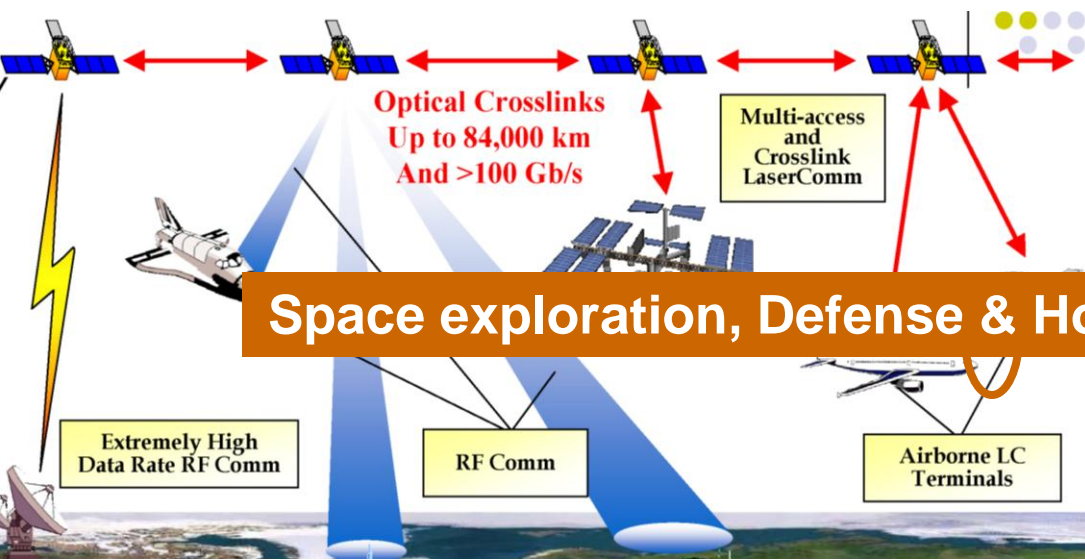 Optical Crosslinks
Up to 84,000 km
And >100 Gb/s
Multi-access
and
Crosslink
LaserComm
Space exploration, Defense & Ho
Extremely High
Data Rate RF Comm
RF Comm
Airborne LC
Terminals